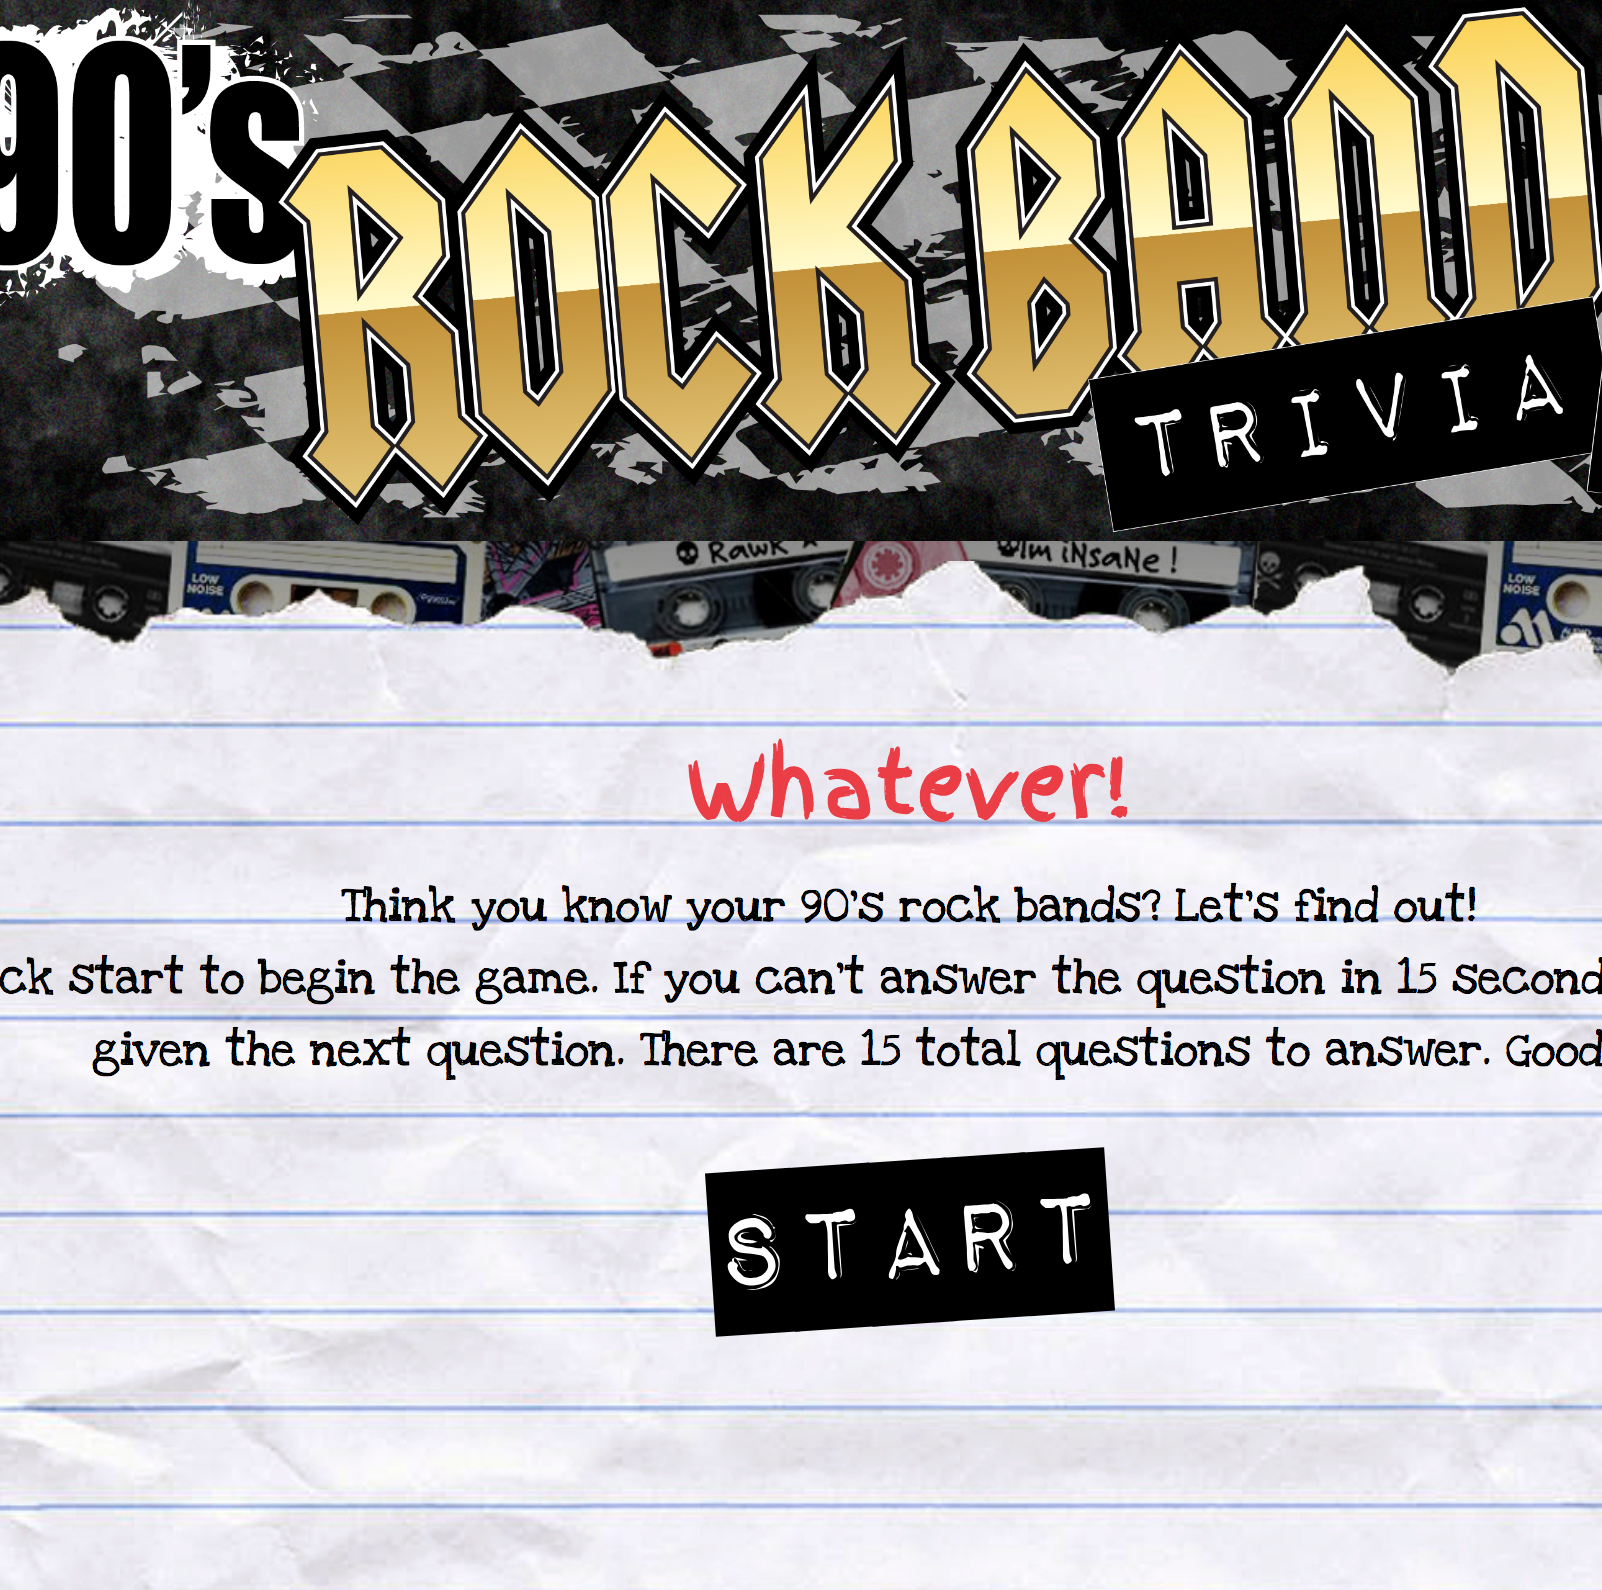 90's
ROCK BAND
TRIVIA
RAWK
Im iNsaNe!
LOW
NOISE
LOW
NOISE
Whatever!
Think you know your 90's rock bands? Let's find out!
ck start to begin the game. If you can't answer the question in 15 second
given the next question. There are 15 total questions to answer. Good
START